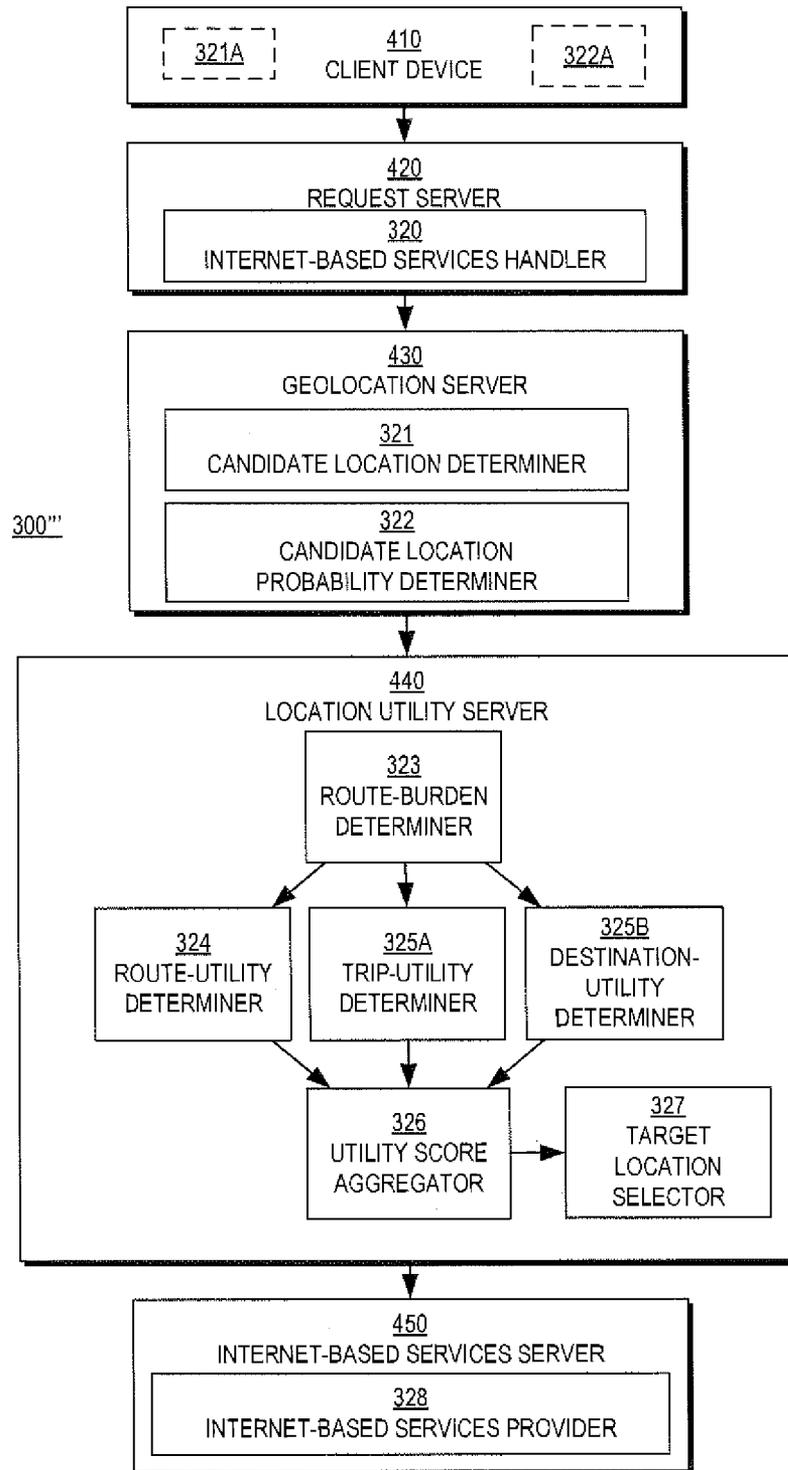 321A
410
CLIENT DEVICE
322A
420
REQUEST SERVER
320
INTERNET-BASED SERVICES HANDLER
430
GEOLOCATION SERVER
321
CANDIDATE LOCATION DETERMINER
322
CANDIDATE LOCATION
PROBABILITY DETERMINER
300'''
440
LOCATION UTILITY SERVER
323
ROUTE-BURDEN
DETERMINER
324
ROUTE-UTILITY
DETERMINER
325A
TRIP-UTILITY
DETERMINER
325B
DESTINATION-
UTILITY
DETERMINER
326
UTILITY SCORE
AGGREGATOR
327
TARGET
LOCATION
SELECTOR
450
INTERNET-BASED SERVICES SERVER
328
INTERNET-BASED SERVICES PROVIDER